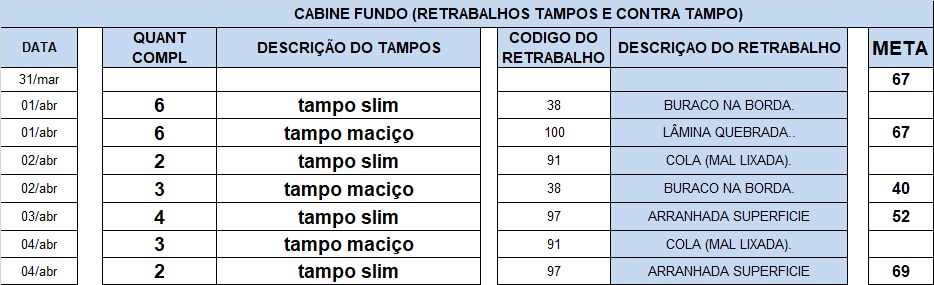 CABINE FUNDO (RETRABALHOS TAMPOS E CONTRA TAMPO)
DATA QUANT COMPL DESCRIÇÃO DO TAMPOS CODIGO DO RETRABALHO DESCRIÇAO DO RETRABALHO META
31/mar 67
01/abr 6 tampo slim 38 BURACO NA BORDA.
01/abr 6 tampo maciço 100 LÂMINA QUEBRADA.. 67
02/abr 2 tampo slim 91 COLA (MAL LIXADA).
02/abr 3 tampo maciço 38 BURACO NA BORDA. 40
03/abr 4 tampo slim 97 ARRANHADA SUPERFICIE 52
04/abr 3 tampo maciço 91 COLA (MAL LIXADA).
04/abr 2 tampo slim 97 ARRANHADA SUPERFICIE 69